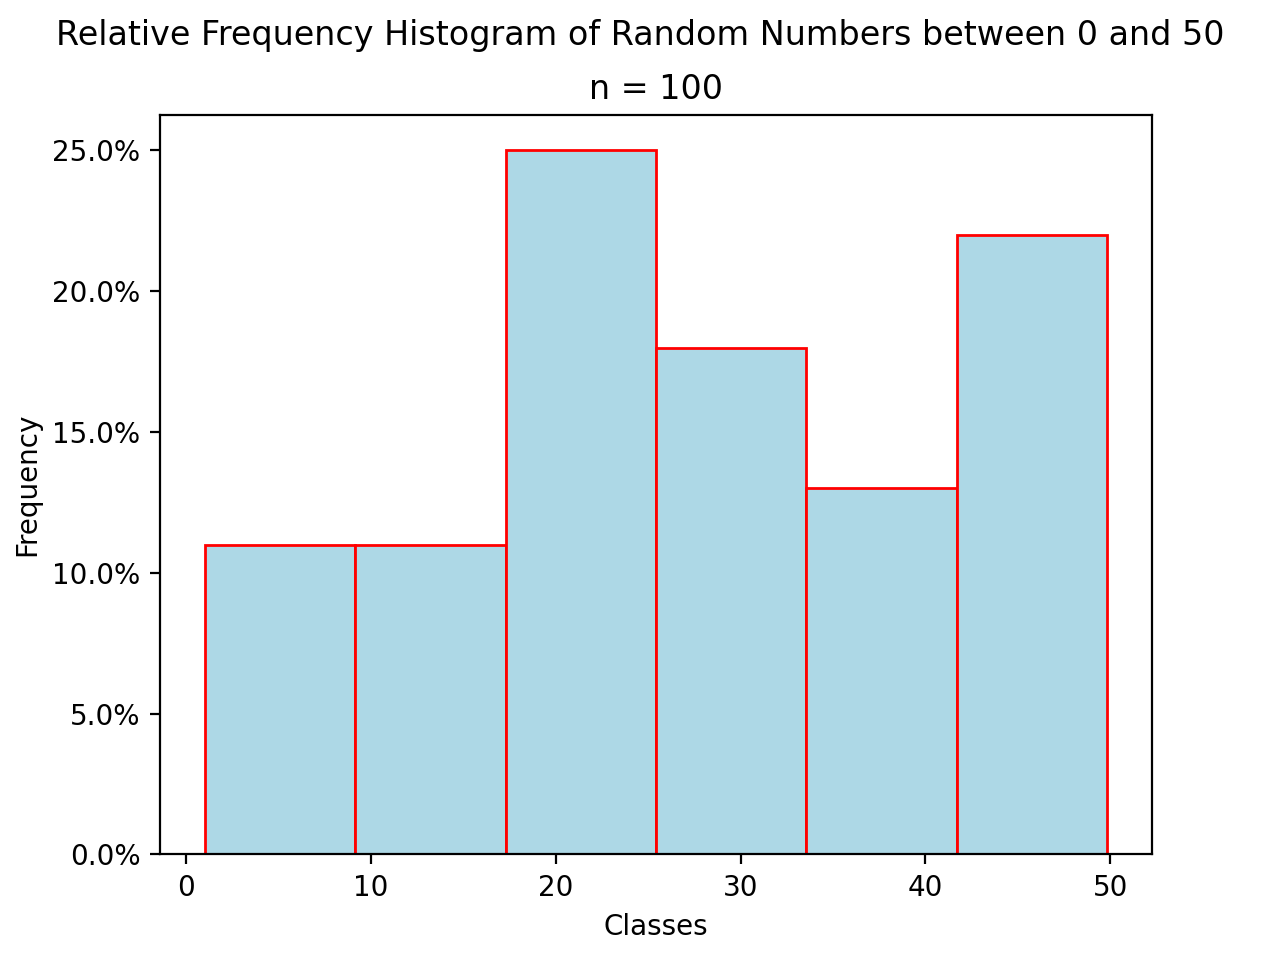 Relative Frequency Histogram of Random Numbers between 0 and 50
n = 100
25.0%
20.0%
15.0%
10.0%
5.0%
0.0%
Frequency
0 10 20 30 40 50
Classes